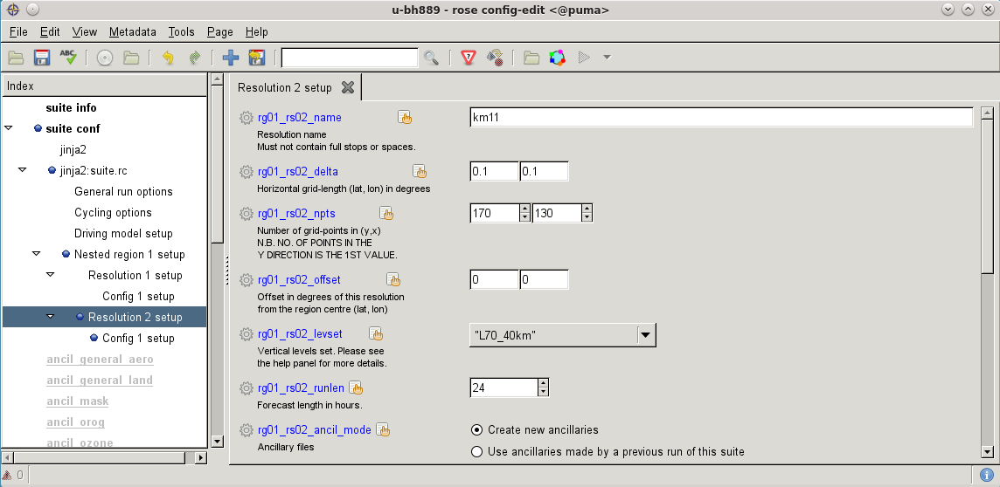 u-bh889 - rose config-edit <@puma>
File Edit View Metadata Tools Page Help
ABC
Index
suite info
suite conf
jinja2
jinja2:suite.rc
General run options
Cycling options
Driving model setup
Nested region 1 setup
Resolution 1 setup
Config 1 setup
Resolution 2 setup
Config 1 setup
ancil_general_aero
ancil_general_land
ancil_mask
ancil_orog
ancil_ozone
0
Resolution 2 setup
rg01_rs02_name
km11
Resolution name
Must not contain full stops or spaces.
rg01_rs02_delta
0.1 0.1
Horizontal grid-length (lat, lon) in degrees
rg01_rs02_npts
170 130
Number of grid-points in (y,x)
N.B. NO. OF POINTS IN THE
Y DIRECTION IS THE 1ST VALUE.
rg01_rs02_offset
0 0
Offset in degrees of this resolution
from the region centre (lat, lon)
rg01_rs02_levset
"L70_40km"
Vertical levels set. Please see
the help panel for more details.
rg01_rs02_runlen
24
Forecast length in hours.
rg01_rs02_ancil_mode
Create new ancillaries
Ancillary files
Use ancillaries made by a previous run of this suite